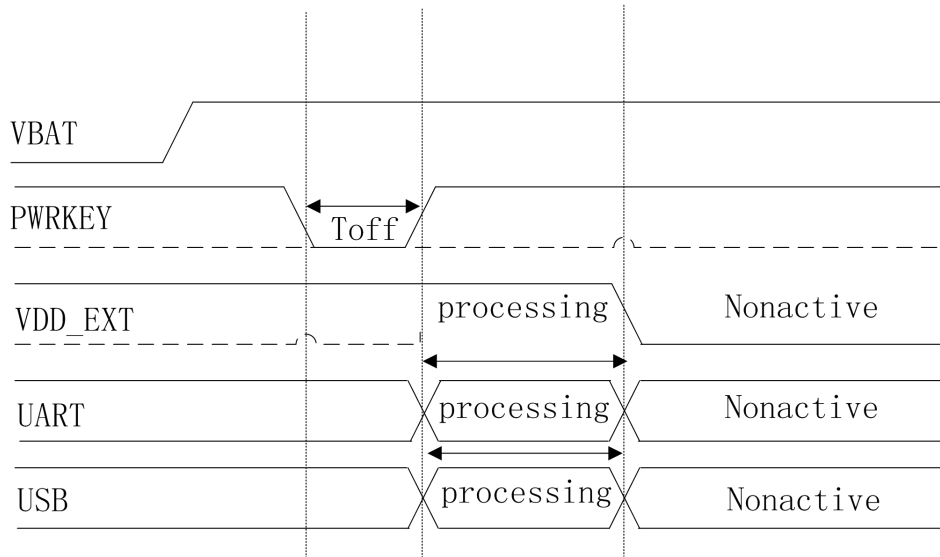 VBAT
PWRKEY
Toff
VDD_EXT
processing
Nonactive
UART
processing
Nonactive
USB
processing
Nonactive